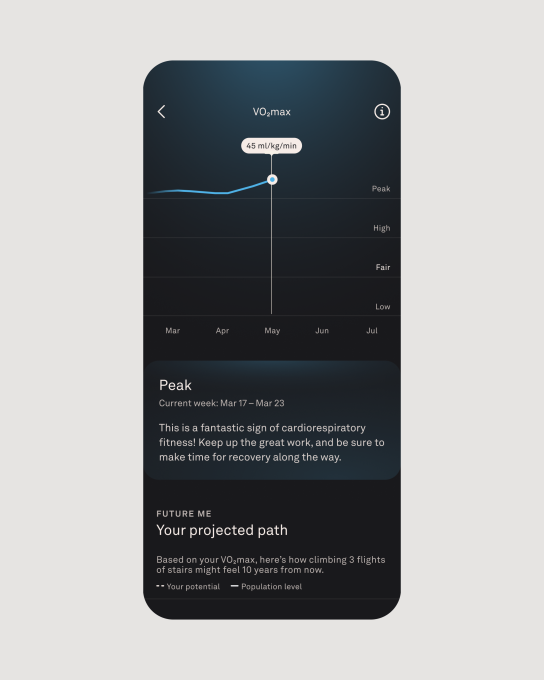 VO₂max
45 ml/kg/min
Peak
High
Fair
Low
Mar Apr May Jun Jul
Peak
Current week: Mar 17 – Mar 23
This is a fantastic sign of cardiorespiratory
fitness! Keep up the great work, and be sure to
make time for recovery along the way.
FUTURE ME
Your projected path
Based on your VO₂max, here's how climbing 3 flights
of stairs might feel 10 years from now.
Your potential Population level